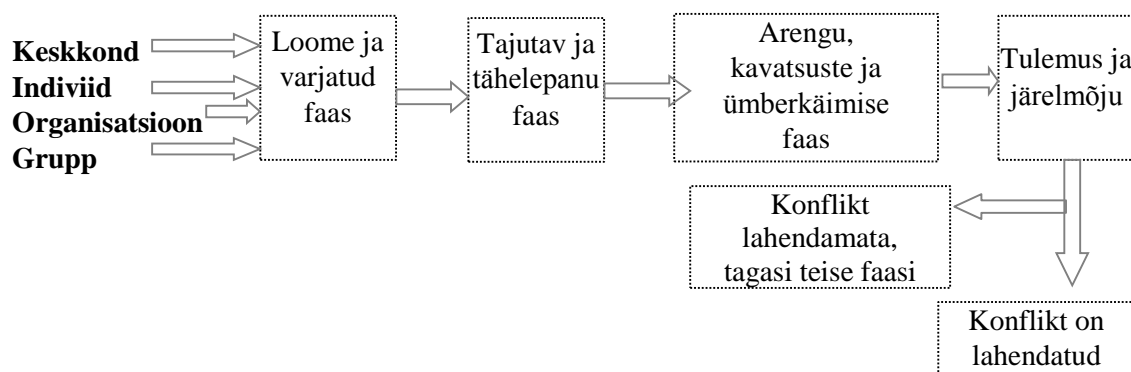 Keskkond
Indiviid
Organisatsioon
Grupp
Loome ja
varjatud
faas
Tajutav ja
tähelepanu
faas
Arengu,
kavatsuste ja
ümberkäimise
faas
Tulemus ja
järelmõju
Konflikt
lahendamata,
tagasi teise faasi
Konflikt on
lahendatud